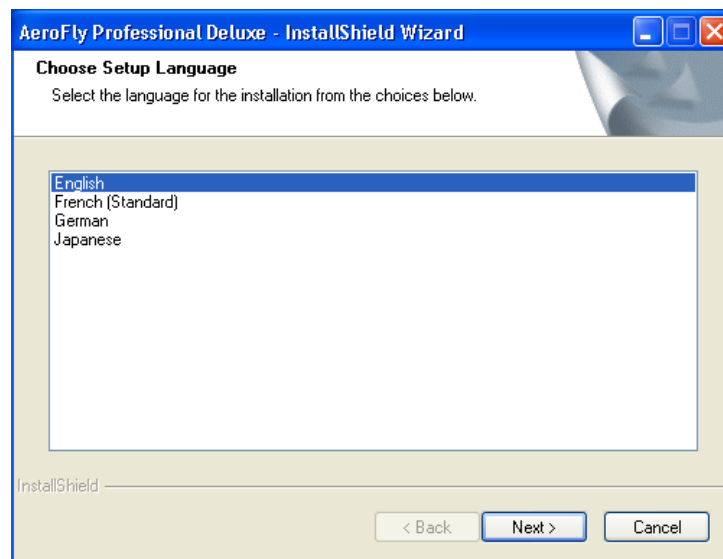 AeroFly Professional Deluxe - InstallShield Wizard
Choose Setup Language
Select the language for the installation from the choices below.
English
French (Standard)
German
Japanese
InstallShield
< Back
Next >
Cancel